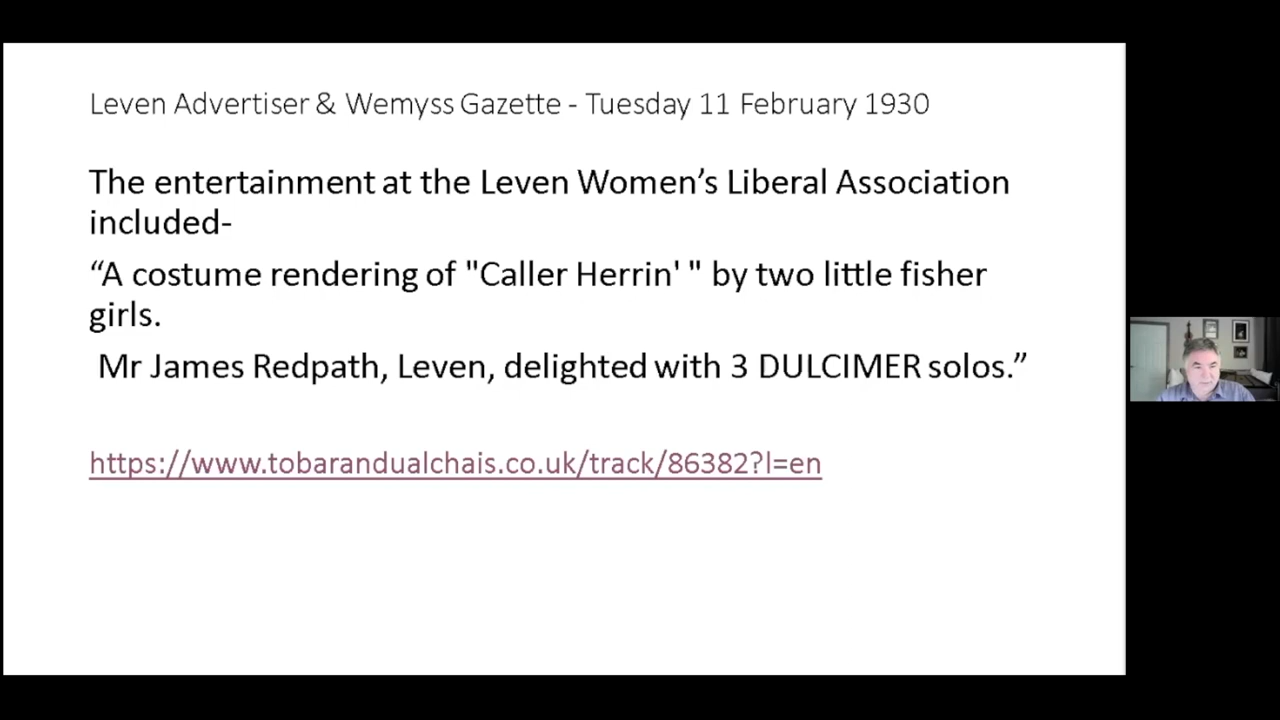 Leven Advertiser & Wemyss Gazette - Tuesday 11 February 1930
The entertainment at the Leven Women’s Liberal Association
included-
“A costume rendering of "Caller Herrin' " by two little fisher
girls.
Mr James Redpath, Leven, delighted with 3 DULCIMER solos.”
https://www.tobarandualchais.co.uk/track/86382?l=en